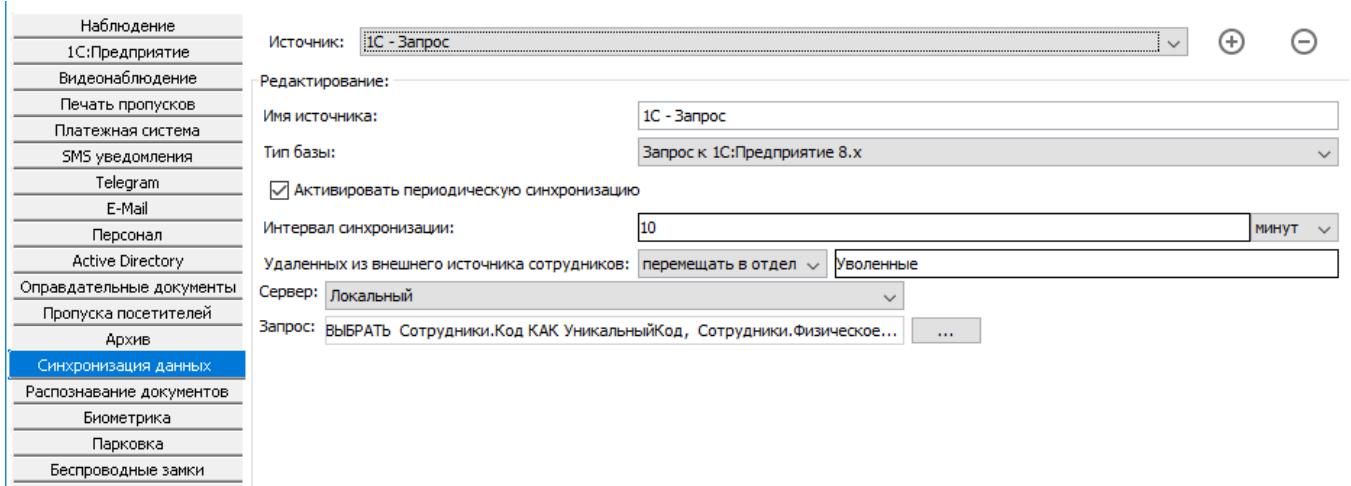 Наблюдение
1С:Предприятие
Видеонаблюдение
Печать пропусков
Платежная система
SMS уведомления
Telegram
E-Mail
Персонал
Active Directory
Оправдательные документы
Пропуска посетителей
Архив
Синхронизация данных
Распознавание документов
Биометрика
Парковка
Беспроводные замки
Источник: 1С - Запрос
Редактирование:
Имя источника: 1С - Запрос
Тип базы: Запрос к 1С:Предприятие 8.x
Активировать периодическую синхронизацию
Интервал синхронизации: 10 минут
Удаленных из внешнего источника сотрудников: перемещать в отдел Уволенные
Сервер: Локальный
Запрос: ВЫБРАТЬ Сотрудники.Код КАК УникальныйКод, Сотрудники.Физическое... ...